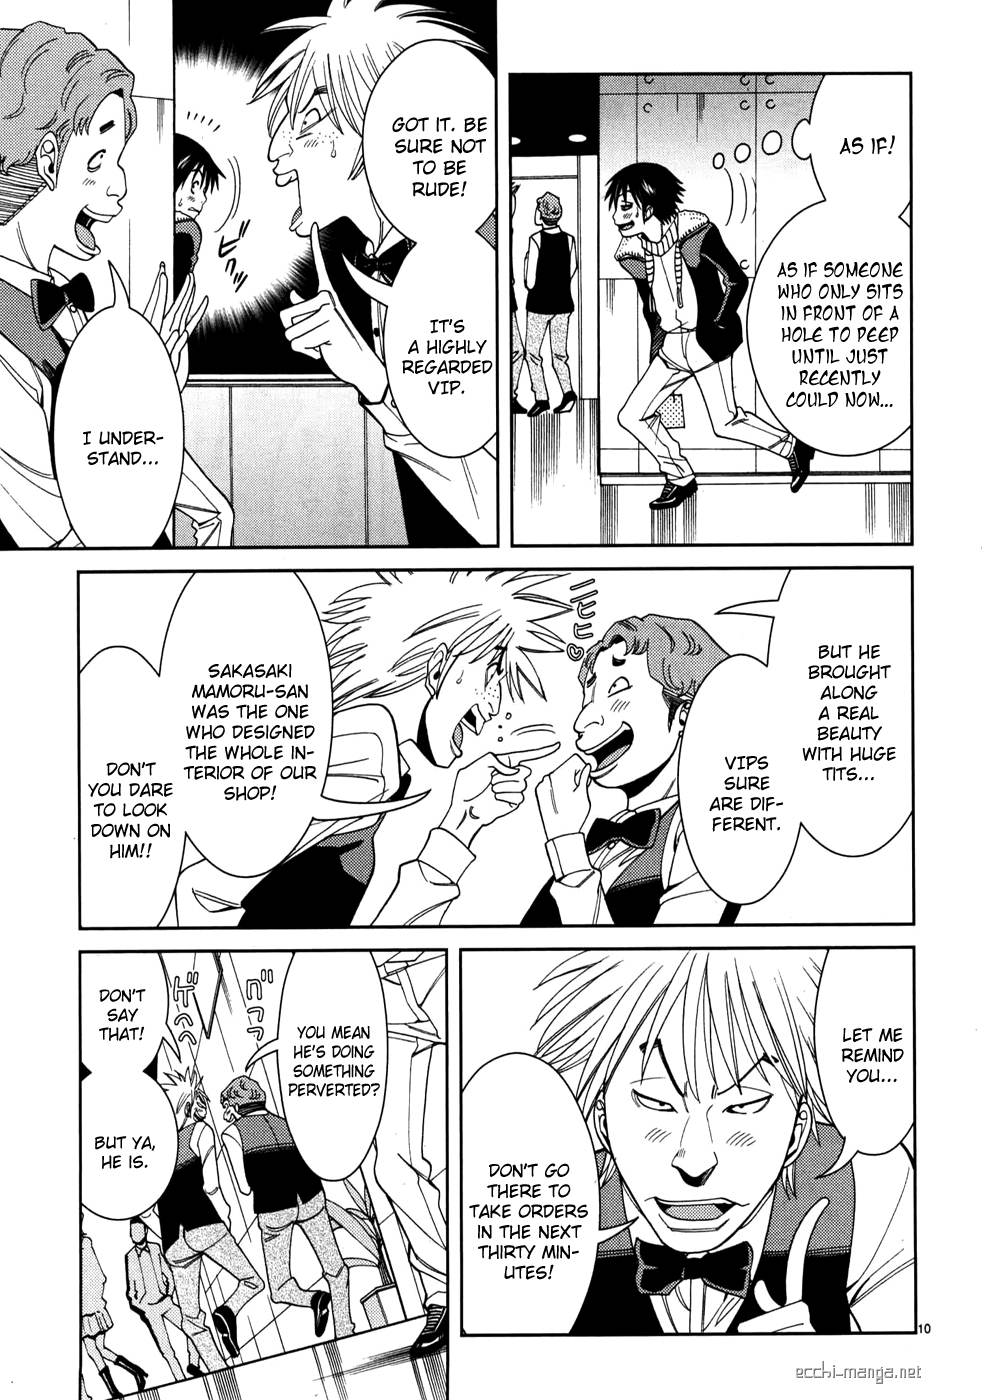 AS IF!
AS IF SOMEONE
WHO ONLY SITS
IN FRONT OF A
HOLE TO PEEP
UNTIL JUST
RECENTLY
COULD NOW...
GOT IT. BE
SURE NOT
TO BE
RUDE!
IT'S
A HIGHLY
REGARDED
VIP.
ビビ
I UNDER-
STAND...
BUT HE
BROUGHT
ALONG
A REAL
BEAUTY
WITH HUGE
TITS...
VIPS
SURE
ARE DIF-
FERENT.
ニヒヒ♡
SAKASAKI
MAMORU-SAN
WAS THE ONE
WHO DESIGNED
THE WHOLE IN-
TERIOR OF OUR
SHOP!
DON'T
YOU DARE
TO LOOK
DOWN ON
HIM!!
LET ME
REMIND
YOU...
DON'T GO
THERE TO
TAKE ORDERS
IN THE NEXT
THIRTY MIN-
UTES!
YOU MEAN
HE'S DOING
SOMETHING
PERVERTED?
DON'T
SAY
THAT!
BUT YA,
HE IS.
10
ecchi-manga.net